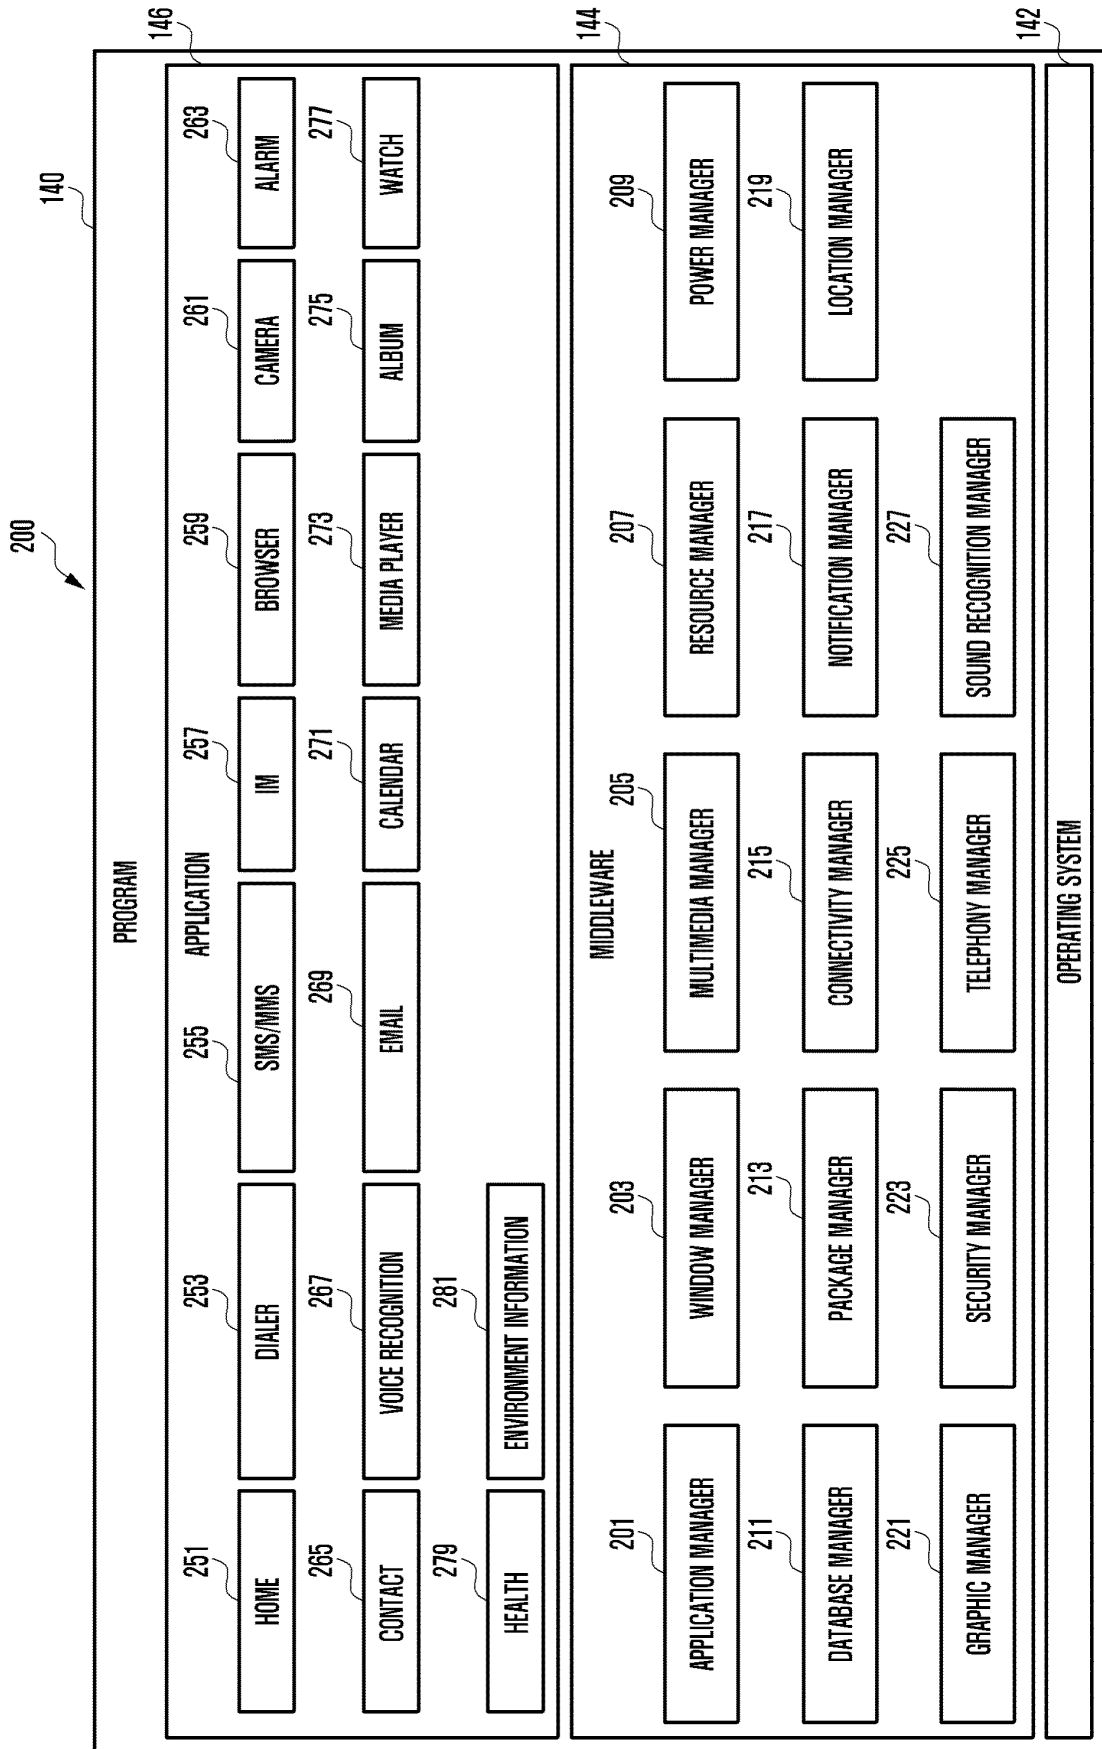 200
140
PROGRAM
146
APPLICATION
251
253
255
257
259
261
263
HOME
DIALER
SMS/MMS
IM
BROWSER
CAMERA
ALARM
265
267
269
271
273
275
277
CONTACT
VOICE RECOGNITION
EMAIL
CALENDAR
MEDIA PLAYER
ALBUM
WATCH
279
281
HEALTH
ENVIRONMENT INFORMATION
144
MIDDLEWARE
201
203
205
207
209
APPLICATION MANAGER
WINDOW MANAGER
MULTIMEDIA MANAGER
RESOURCE MANAGER
POWER MANAGER
211
213
215
217
219
DATABASE MANAGER
PACKAGE MANAGER
CONNECTIVITY MANAGER
NOTIFICATION MANAGER
LOCATION MANAGER
221
223
225
227
GRAPHIC MANAGER
SECURITY MANAGER
TELEPHONY MANAGER
SOUND RECOGNITION MANAGER
142
OPERATING SYSTEM